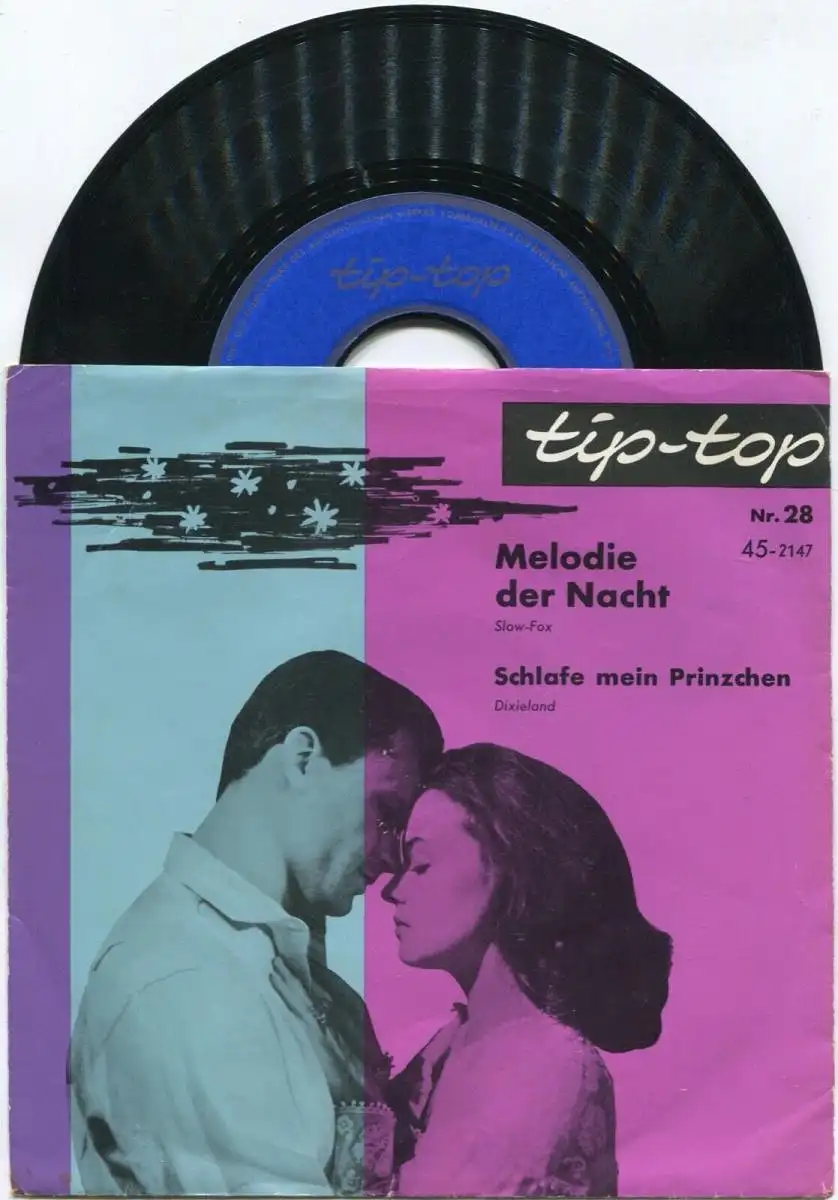 tip-top
tip-top
Nr. 28
45-2147
Melodie
der Nacht
Slow-Fox
Schlafe mein Prinzchen
Dixieland